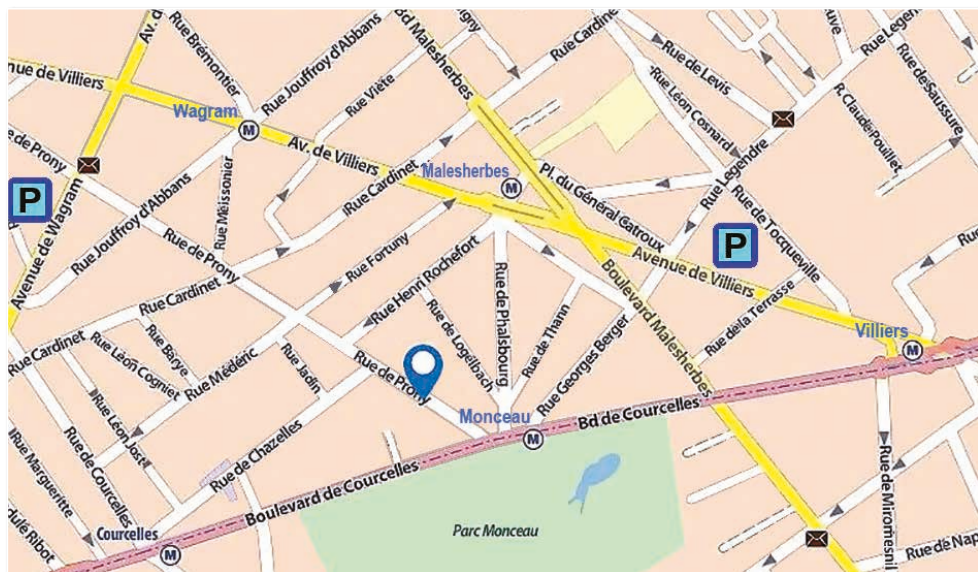 Av. d
Rue Brémontier
Rue Jouffroy d'Abbans
Bd Malesherbes
igny
Rue Cardinet
Rue de Levis
Rue Legendre
Rue de Saussure
nue de Villiers
Rue Viète
Rue Léon Cosnard
R. Claude Pouillet
Wagram
M
Av. de Villiers
Rue de Prony
Malesherbes
M
Rue Legendre
P
Rue Jouffroy d'Abbans
Rue Meissonier
Rue Cardinet
Pl. du Général Catroux
Rue de Tocqueville
P
Avenue de Wagram
Rue de Prony
Rue Fortuny
Rue Henri Rochefort
Rue de Phalsbourg
Boulevard Malesherbes
Avenue de Villiers
Rue Cardinet
Rue de Logelbach
Rue de Thann
Rue Georges Berger
Rue de la Terrasse
Villiers
M
Rue Cardinet
Rue Léon Cogniet
Rue Barye
Rue Médéric
Rue Jadin
Rue de Prony
Monceau
M
Bd de Courcelles
Rue Margueritte
Rue de Courcelles
Rue Léon Jost
Rue de Chazelles
Boulevard de Courcelles
Rue de Miromesnil
dule Ribot
Courcelles
M
Parc Monceau
Rue de Nap